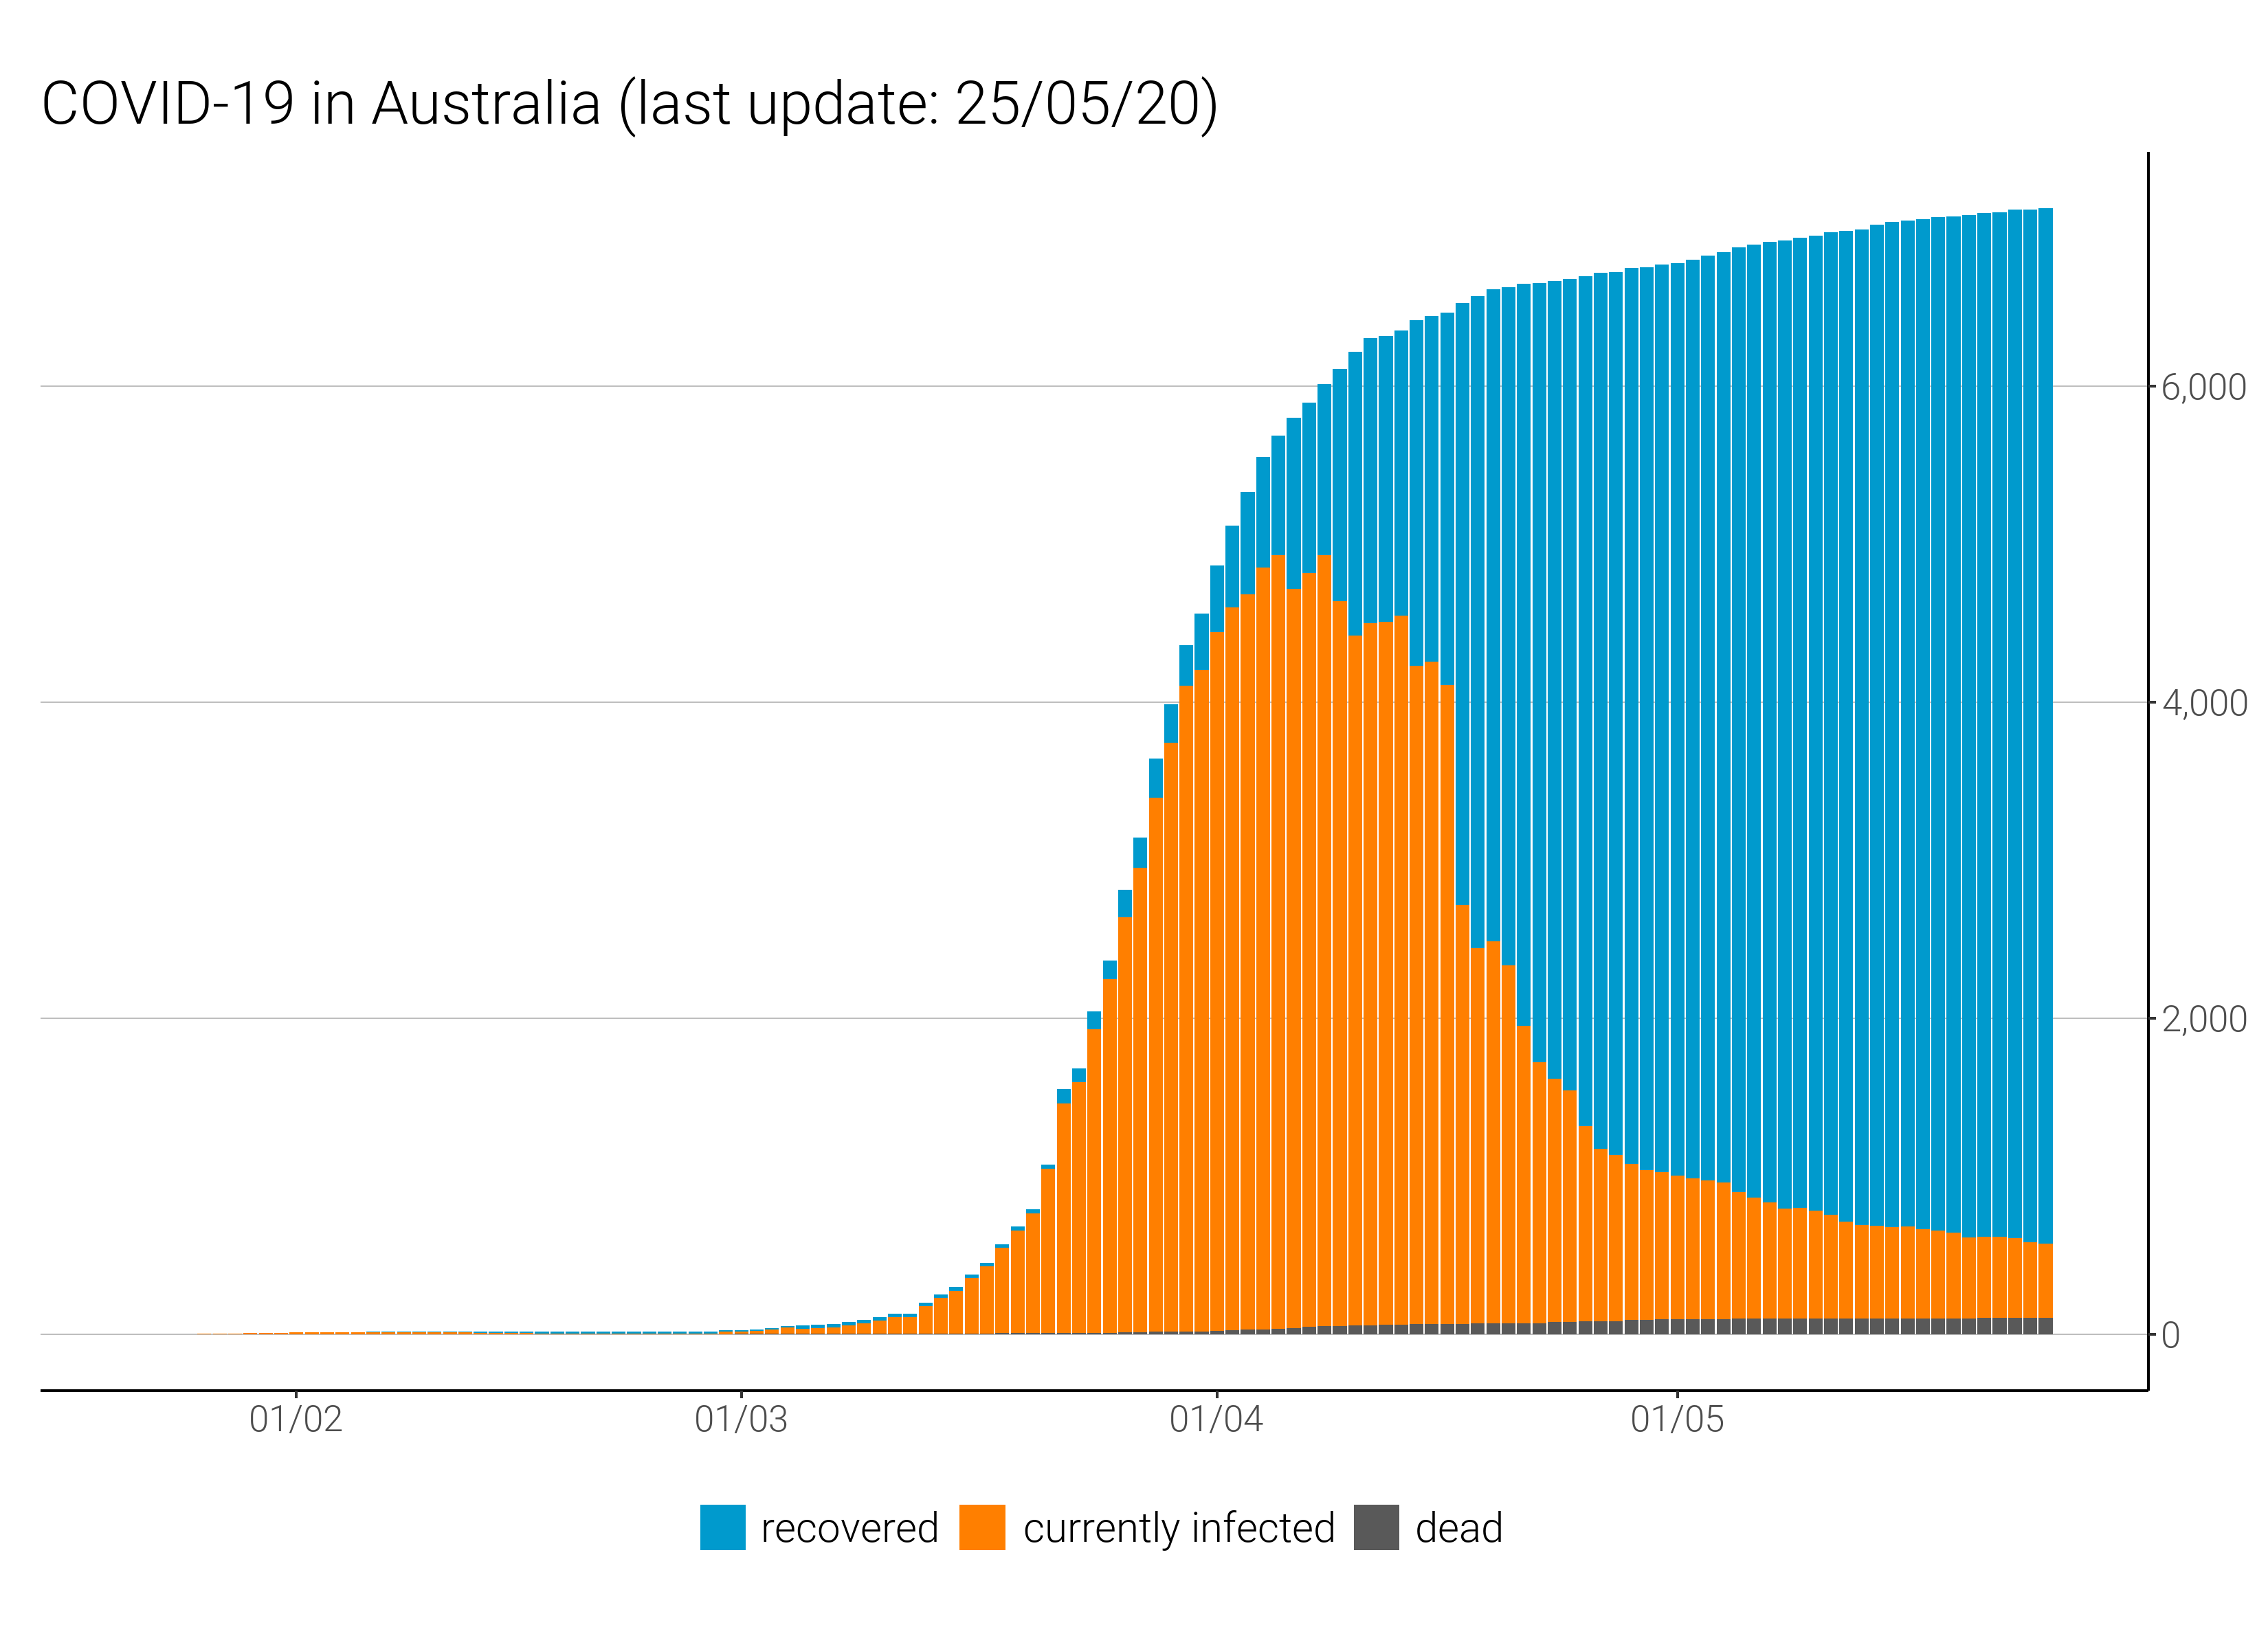 COVID-19 in Australia (last update: 25/05/20)
6,000
4,000
2,000
0
01/02 01/03 01/04 01/05
recovered currently infected dead